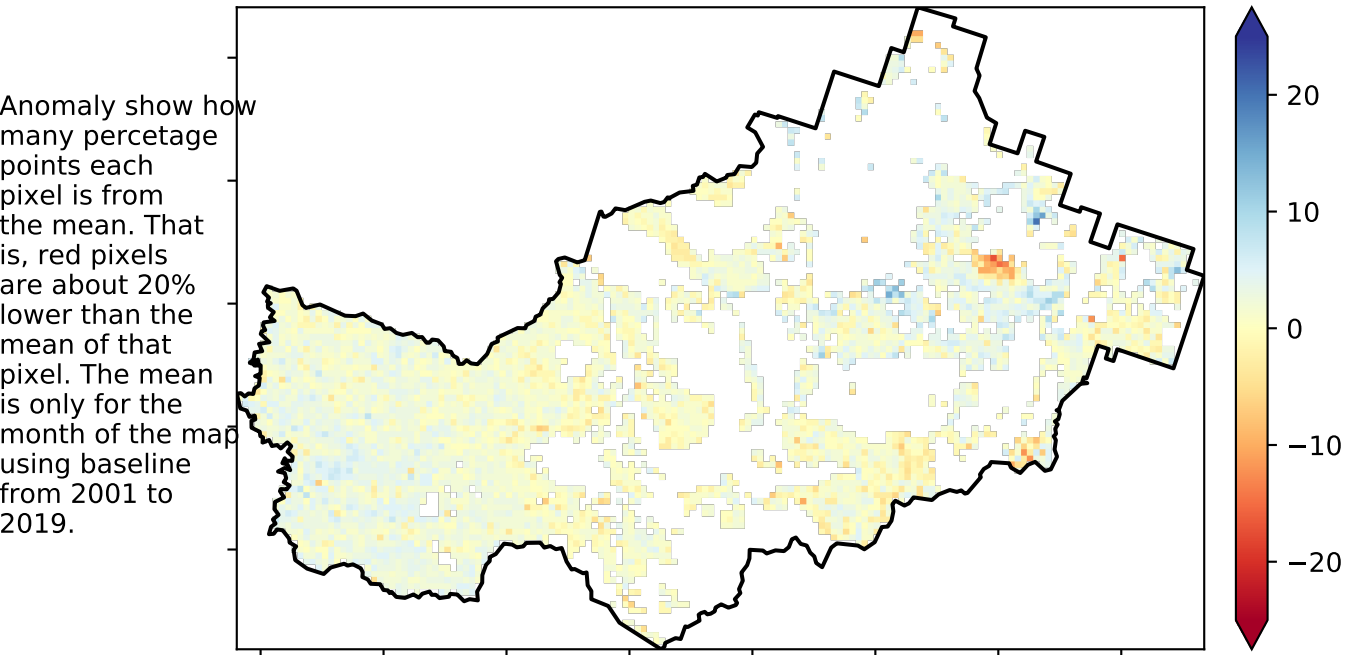 Anomaly show how
many percetage
points each
pixel is from
the mean. That
is, red pixels
are about 20%
lower than the
mean of that
pixel. The mean
is only for the
month of the map
using baseline
from 2001 to
2019.
20
10
0
−10
−20